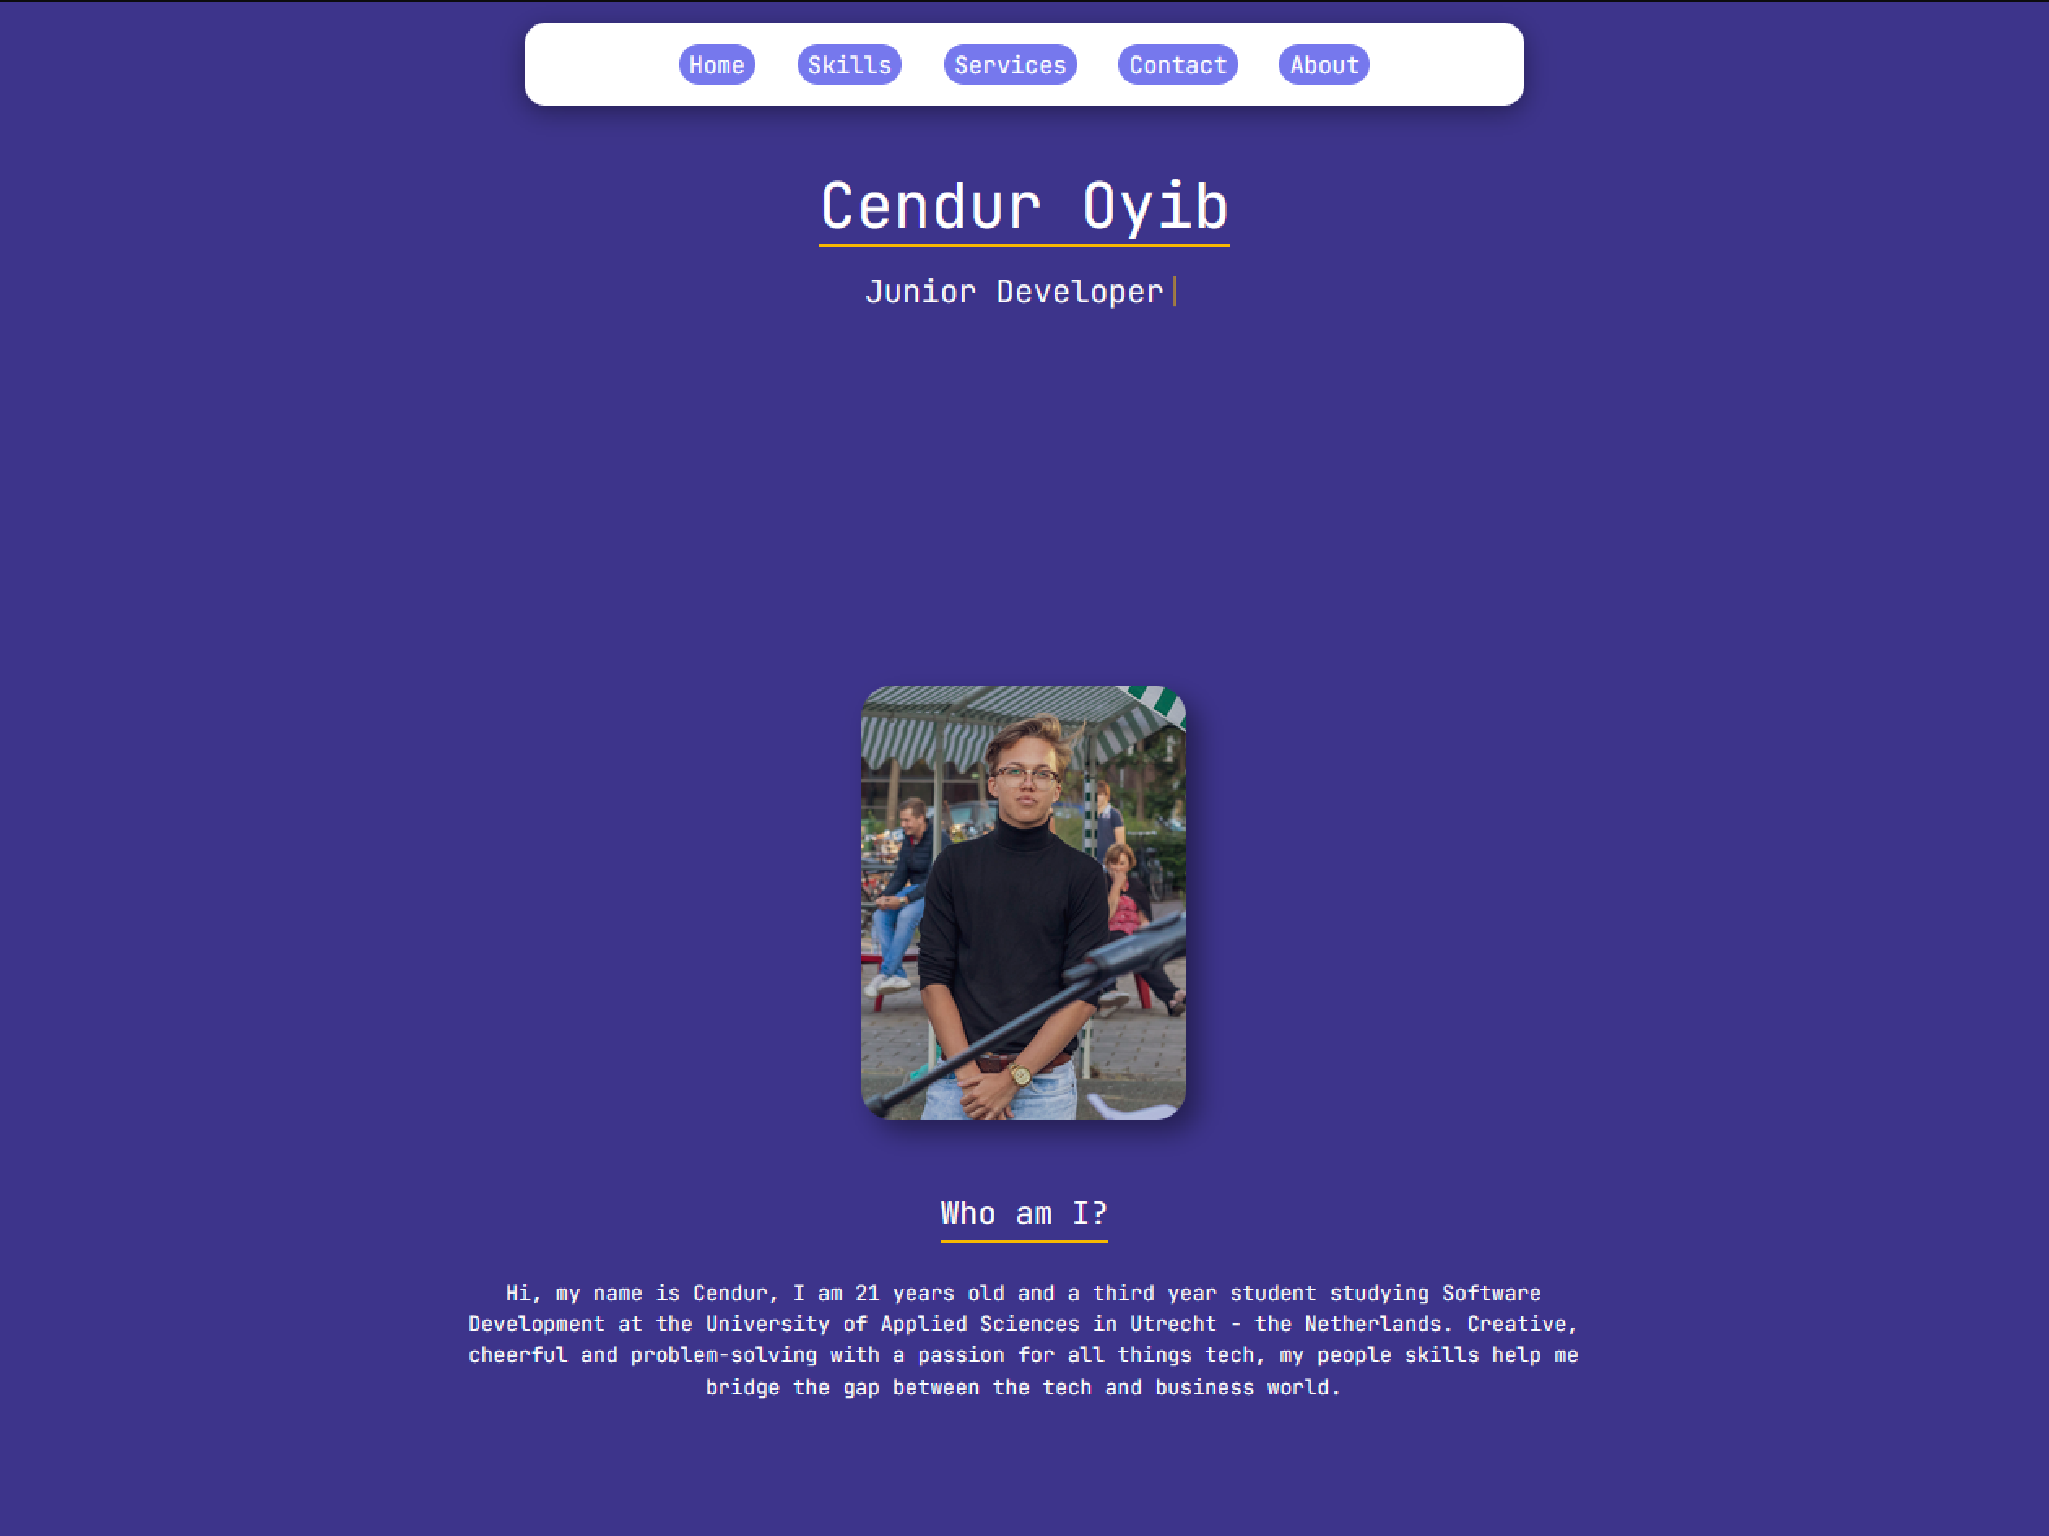 Home Skills Services Contact About
Cendur Oyib
Junior Developer
Who am I?
Hi, my name is Cendur, I am 21 years old and a third year student studying Software
Development at the University of Applied Sciences in Utrecht - the Netherlands. Creative,
cheerful and problem-solving with a passion for all things tech, my people skills help me
bridge the gap between the tech and business world.